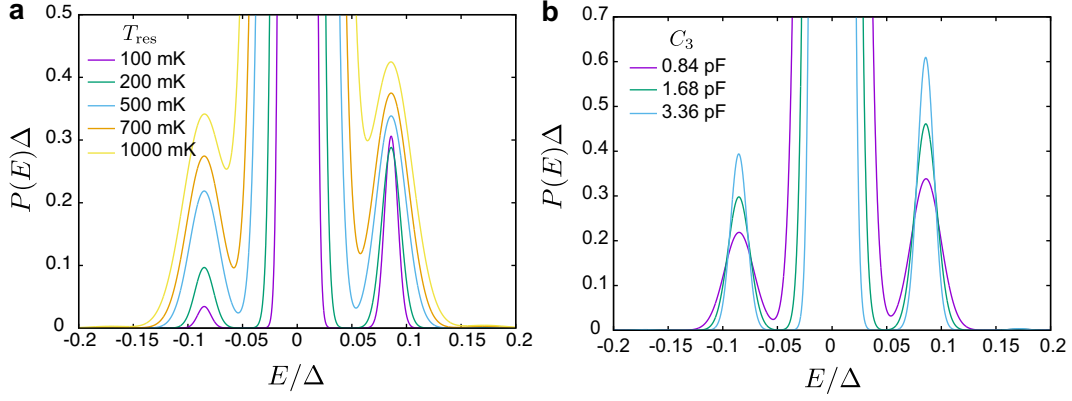 a
b
T_res
100 mK
200 mK
500 mK
700 mK
1000 mK
0.5
0.4
0.3
0.2
0.1
0
P(E)Δ
-0.2 -0.15 -0.1 -0.05 0 0.05 0.1 0.15 0.2
E/Δ
C_3
0.84 pF
1.68 pF
3.36 pF
0.7
0.6
0.5
0.4
0.3
0.2
0.1
0
P(E)Δ
-0.2 -0.15 -0.1 -0.05 0 0.05 0.1 0.15 0.2
E/Δ